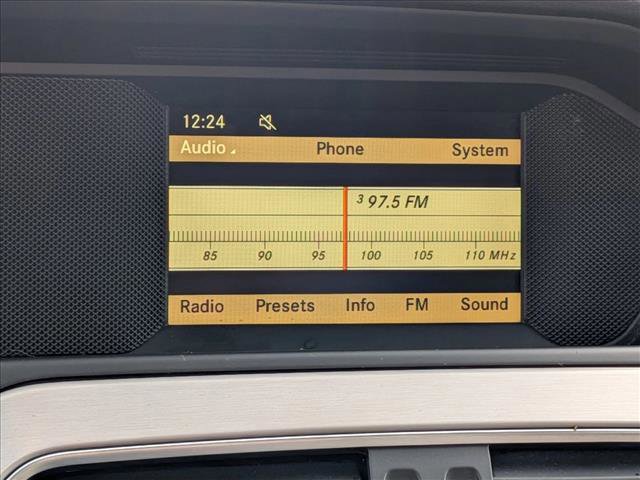 12:24
Audio Phone System
3 97.5 FM
85 90 95 100 105 110 MHz
Radio Presets Info FM Sound